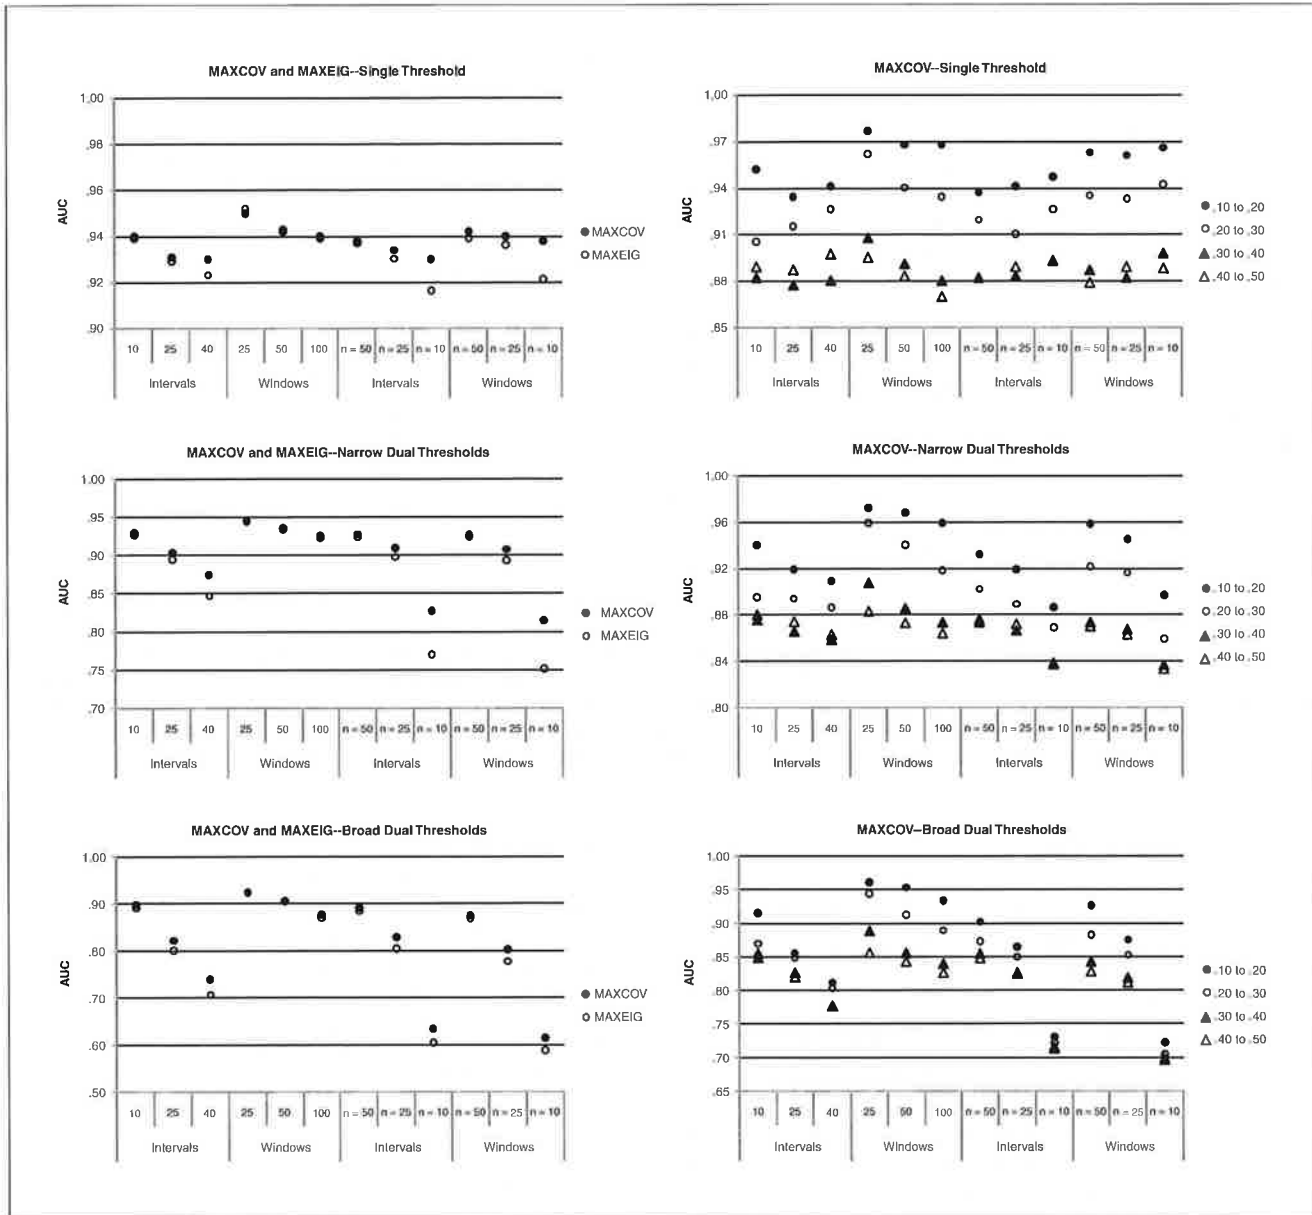 MAXCOV and MAXEIG--Single Threshold
1.00
.98
.96
.94
.92
.90
AUC
10 25 40 25 50 100 n = 50 n = 25 n = 10 n = 50 n = 25 n = 10
Intervals Windows Intervals Windows
MAXCOV
MAXEIG
MAXCOV--Single Threshold
1.00
.97
.94
.91
.88
.85
AUC
10 25 40 25 50 100 n = 50 n = 25 n = 10 n = 50 n = 25 n = 10
Intervals Windows Intervals Windows
.10 to .20
.20 to .30
.30 to .40
.40 to .50
MAXCOV and MAXEIG--Narrow Dual Thresholds
1.00
.95
.90
.85
.80
.75
.70
AUC
10 25 40 25 50 100 n = 50 n = 25 n = 10 n = 50 n = 25 n = 10
Intervals Windows Intervals Windows
MAXCOV
MAXEIG
MAXCOV--Narrow Dual Thresholds
1.00
.96
.92
.88
.84
.80
AUC
10 25 40 25 50 100 n = 50 n = 25 n = 10 n = 50 n = 25 n = 10
Intervals Windows Intervals Windows
.10 to .20
.20 to .30
.30 to .40
.40 to .50
MAXCOV and MAXEIG--Broad Dual Thresholds
1.00
.90
.80
.70
.60
.50
AUC
10 25 40 25 50 100 n = 50 n = 25 n = 10 n = 50 n = 25 n = 10
Intervals Windows Intervals Windows
MAXCOV
MAXEIG
MAXCOV--Broad Dual Thresholds
1.00
.95
.90
.85
.80
.75
.70
.65
AUC
10 25 40 25 50 100 n = 50 n = 25 n = 10 n = 50 n = 25 n = 10
Intervals Windows Intervals Windows
.10 to .20
.20 to .30
.30 to .40
.40 to .50